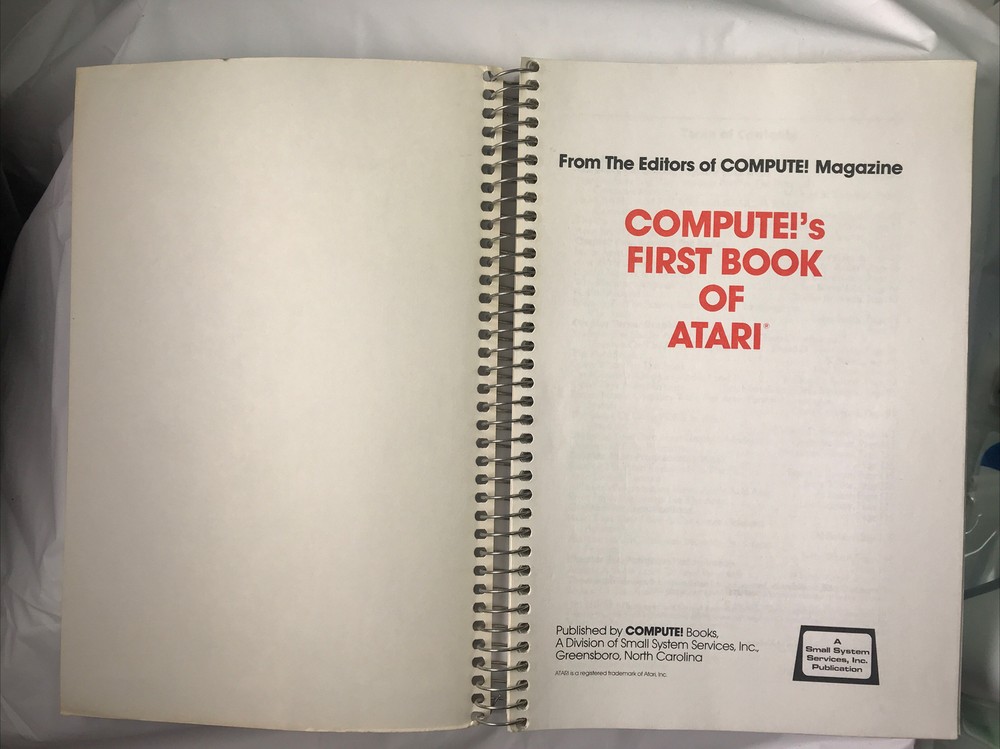 From The Editors of COMPUTE! Magazine
COMPUTE!'s
FIRST BOOK
OF
ATARI®
Published by COMPUTE! Books,
A Division of Small System Services, Inc.,
Greensboro, North Carolina
ATARI is a registered trademark of Atari, Inc.
A
Small System
Services, Inc.
Publication